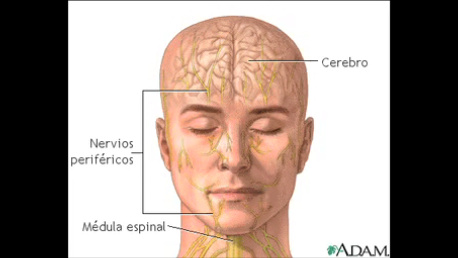 Cerebro
Nervios
periféricos
Médula espinal
ADAM.